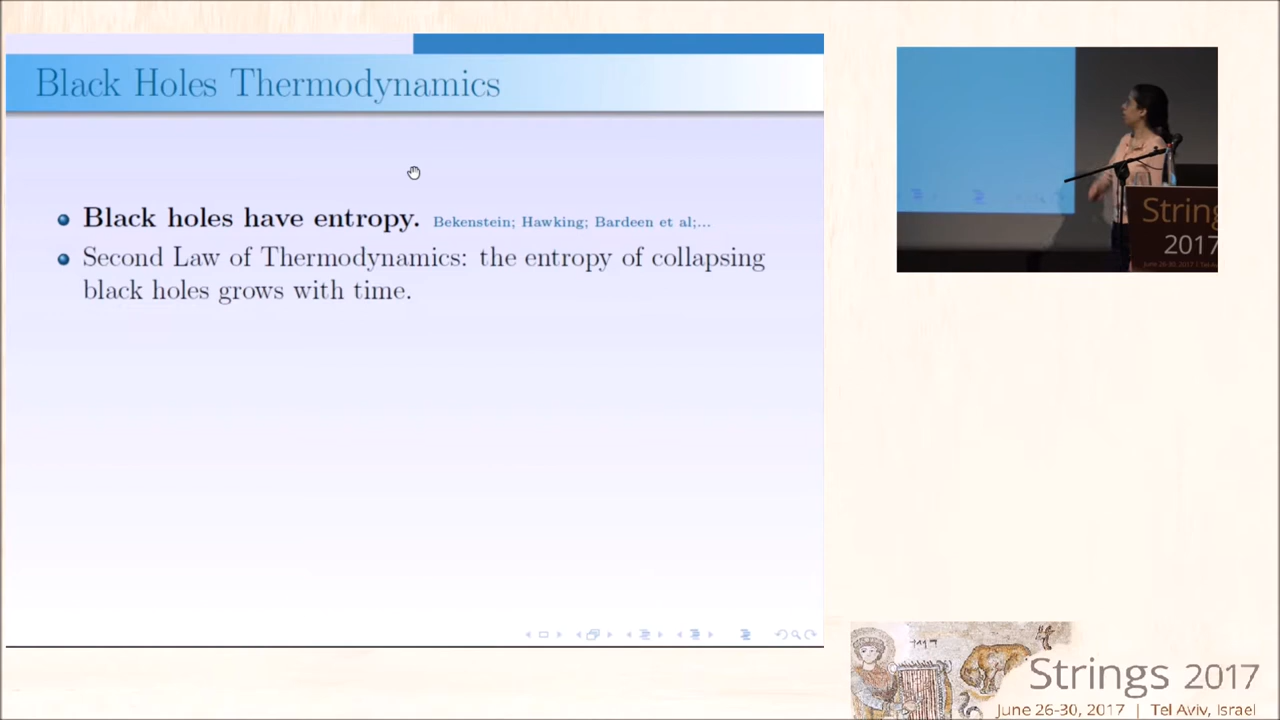 Black Holes Thermodynamics
Black holes have entropy. Bekenstein; Hawking; Bardeen et al;...
Second Law of Thermodynamics: the entropy of collapsing
black holes grows with time.
String
2017
Strings 2017
June 26-30, 2017 | Tel Aviv, Israel